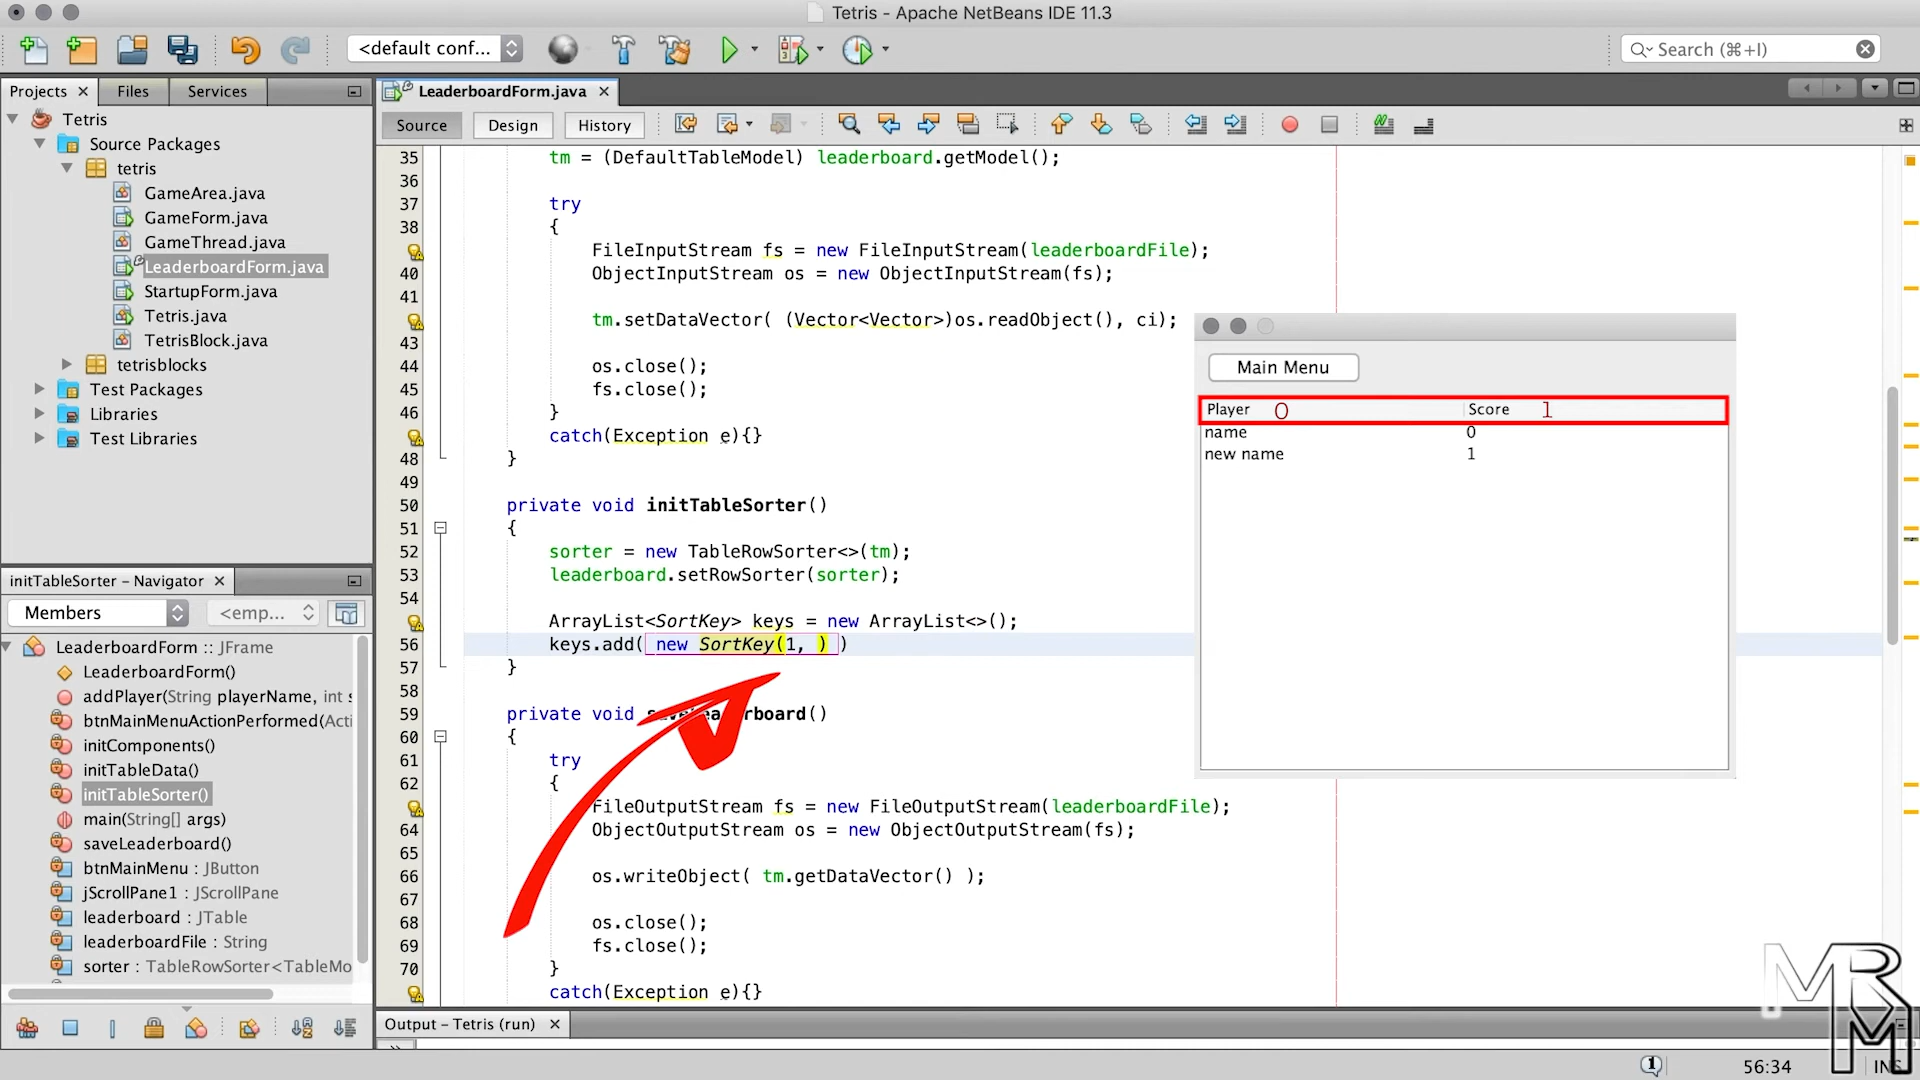 Tetris - Apache NetBeans IDE 11.3
<default conf...
Search (⌘+I)
Projects
Files
Services
LeaderboardForm.java
Source
Design
History
Tetris
Source Packages
tetris
GameArea.java
GameForm.java
GameThread.java
LeaderboardForm.java
StartupForm.java
Tetris.java
TetrisBlock.java
tetrisblocks
Test Packages
Libraries
Test Libraries
initTableSorter - Navigator
Members
<emp...
LeaderboardForm :: JFrame
LeaderboardForm()
addPlayer(String playerName, int s
btnMainMenuActionPerformed(Acti
initComponents()
initTableData()
initTableSorter()
main(String[] args)
saveLeaderboard()
btnMainMenu : JButton
jScrollPane1 : JScrollPane
leaderboard : JTable
leaderboardFile : String
sorter : TableRowSorter<TableMo
35 tm = (DefaultTableModel) leaderboard.getModel();
36
37 try
38 {
FileInputStream fs = new FileInputStream(leaderboardFile);
40 ObjectInputStream os = new ObjectInputStream(fs);
41
tm.setDataVector( (Vector<Vector>)os.readObject(), ci);
43
44 os.close();
45 fs.close();
46 }
catch(Exception e){}
48 }
49
50 private void initTableSorter()
51 {
52 sorter = new TableRowSorter<>(tm);
53 leaderboard.setRowSorter(sorter);
54
ArrayList<SortKey> keys = new ArrayList<>();
56 keys.add( new SortKey(1, ) )
57 }
58
59 private void saveLeaderboard()
60 {
61 try
62 {
FileOutputStream fs = new FileOutputStream(leaderboardFile);
64 ObjectOutputStream os = new ObjectOutputStream(fs);
65
66 os.writeObject( tm.getDataVector() );
67
68 os.close();
69 fs.close();
70 }
catch(Exception e){}
Main Menu
Player 0 Score 1
name 0
new name 1
Output - Tetris (run)
1
56:34
INS
MRM